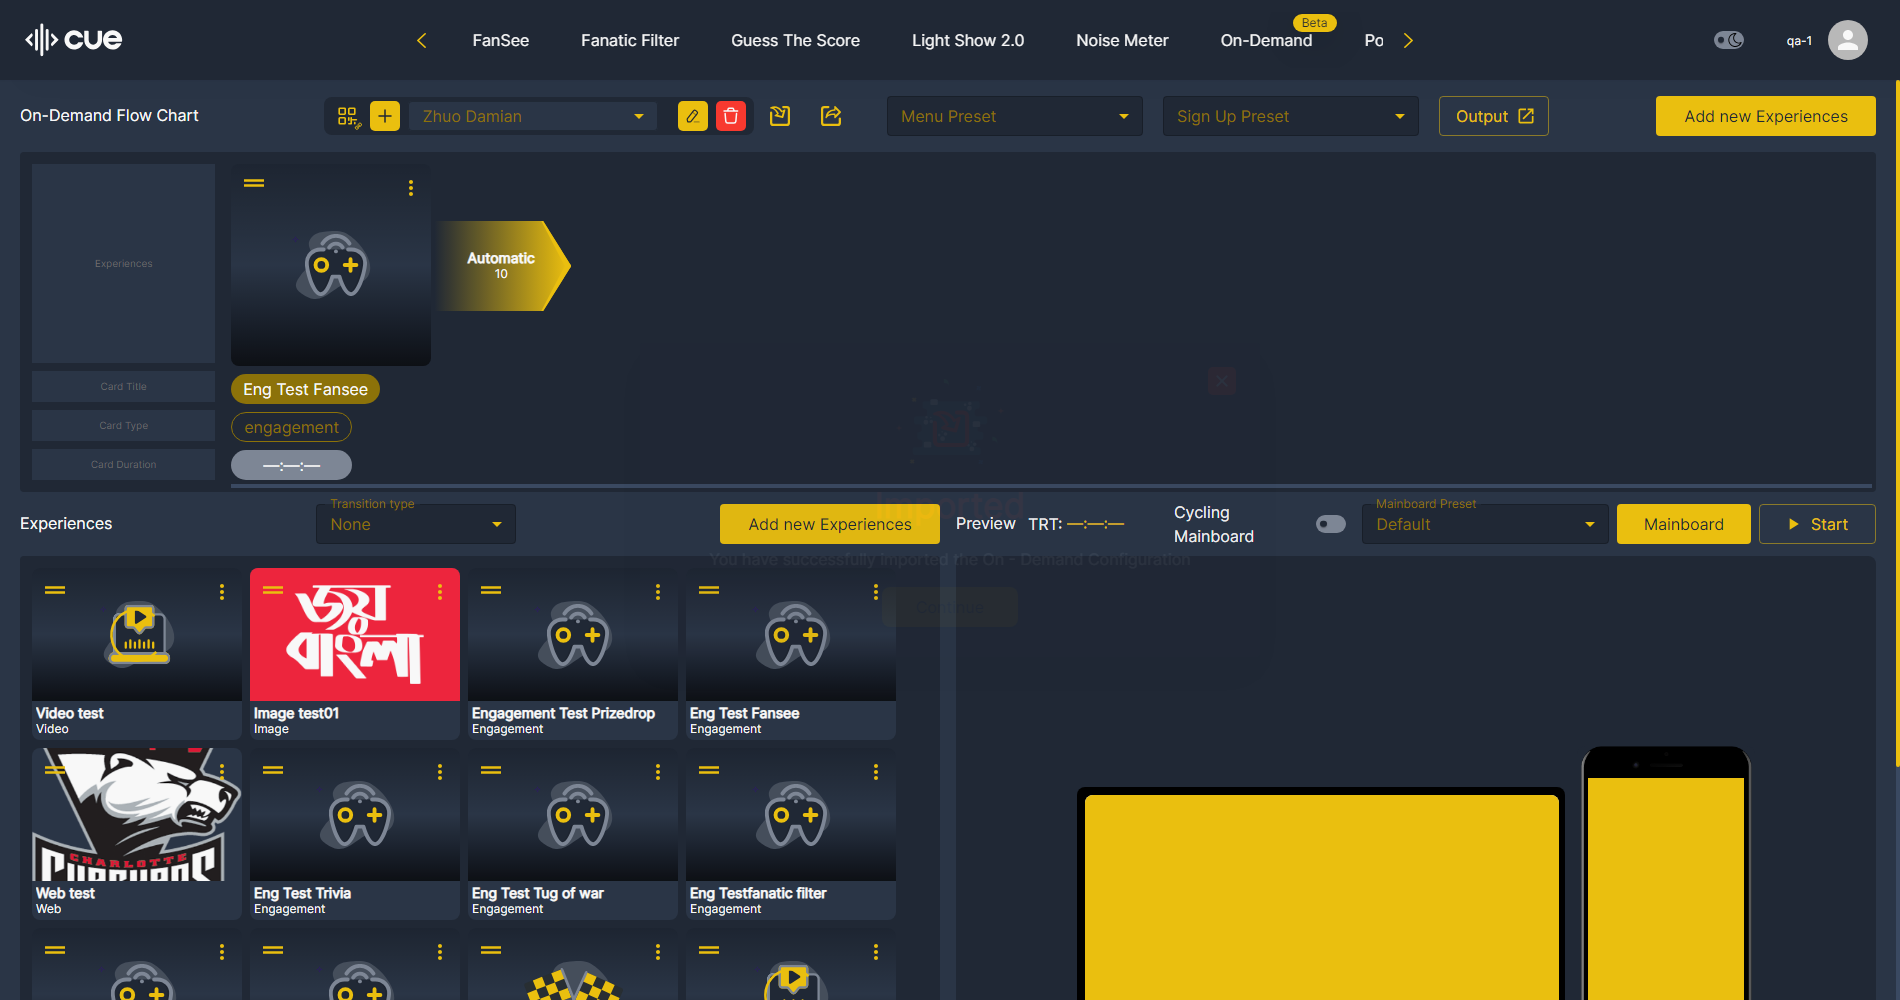 cue
FanSee
Fanatic Filter
Guess The Score
Light Show 2.0
Noise Meter
On-Demand
Beta
Po
qa-1
On-Demand Flow Chart
Zhuo Damian
Menu Preset
Sign Up Preset
Output
Add new Experiences
Experiences
Automatic
10
Card Title
Eng Test Fansee
Card Type
engagement
Card Duration
—:—:—
Imported
You have successfully imported the On - Demand Configuration
Continue
Experiences
Transition type
None
Add new Experiences
Preview
TRT: —:—:—
Cycling
Mainboard
Mainboard Preset
Default
Mainboard
Start
জয়
বাংলা
Video test
Video
Image test01
Image
Engagement Test Prizedrop
Engagement
Eng Test Fansee
Engagement
CHARLOTTE
Web test
Web
Eng Test Trivia
Engagement
Eng Test Tug of war
Engagement
Eng Testfanatic filter
Engagement